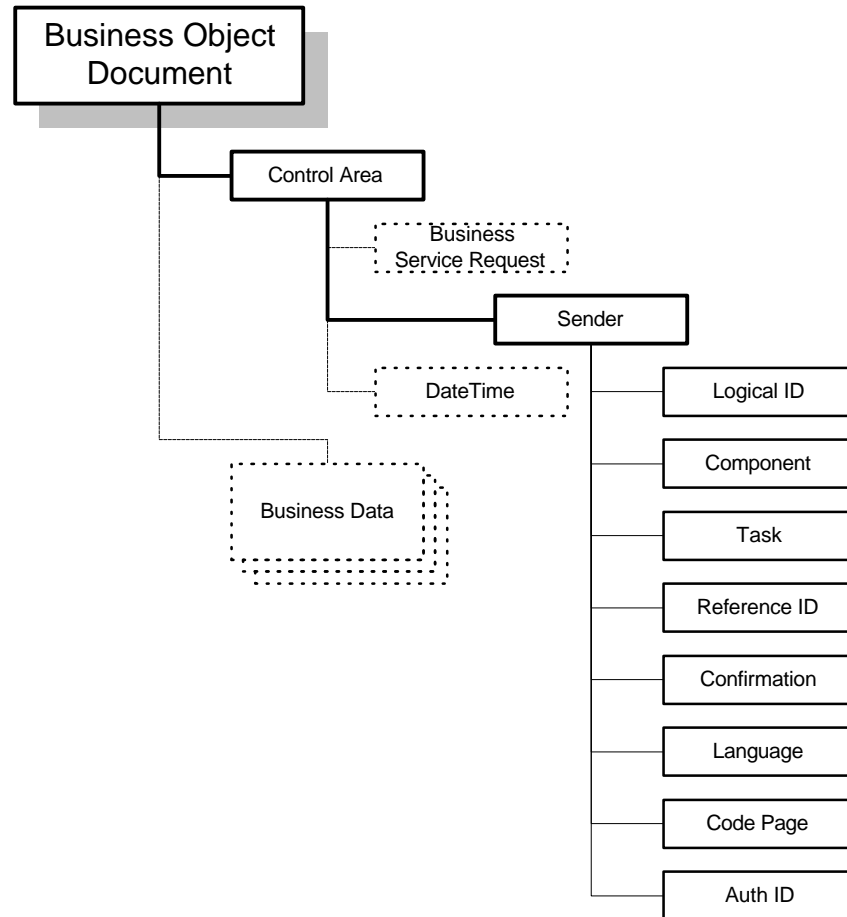 Business Object
Document
Control Area
Business
Service Request
Sender
DateTime
Logical ID
Component
Business Data
Task
Reference ID
Confirmation
Language
Code Page
Auth ID